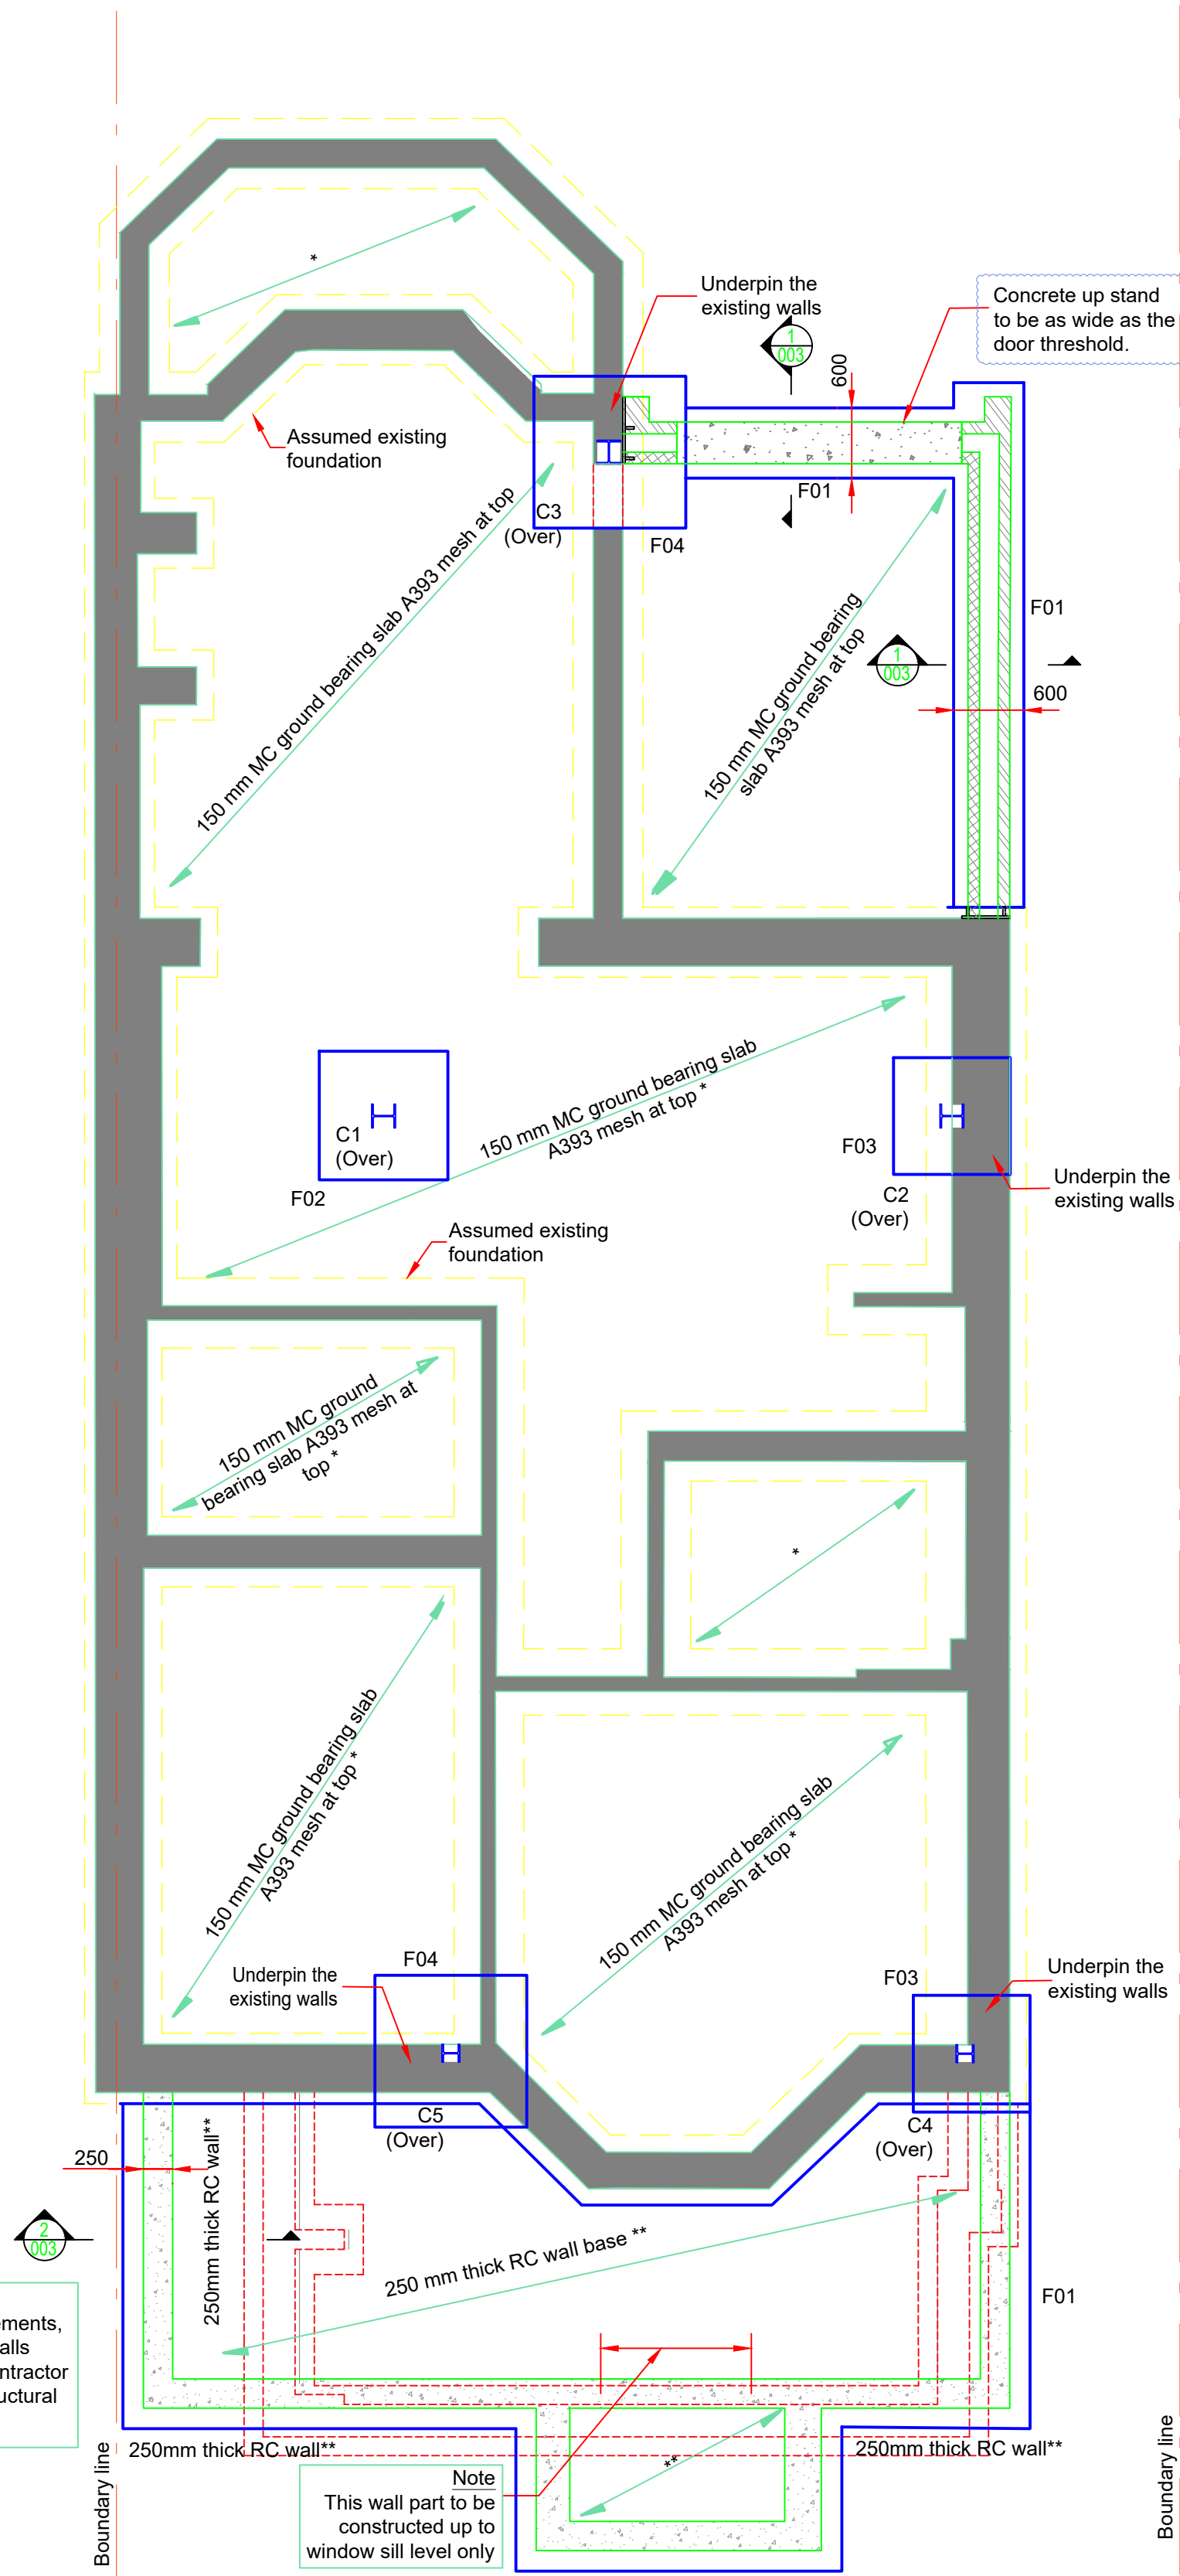 *
Underpin the
existing walls
1
003
600
Concrete up stand
to be as wide as the
door threshold.
Assumed existing
foundation
F01
C3
(Over)
F04
150 mm MC ground bearing slab A393 mesh at top
150 mm MC ground bearing
slab A393 mesh at top
F01
1
003
600
150 mm MC ground bearing slab
A393 mesh at top *
C1
(Over)
F02
F03
C2
(Over)
Underpin the
existing walls
Assumed existing
foundation
150 mm MC ground
bearing slab A393 mesh at
top *
*
150 mm MC ground bearing slab
A393 mesh at top *
150 mm MC ground bearing slab
A393 mesh at top *
F04
Underpin the
existing walls
F03
Underpin the
existing walls
C5
(Over)
C4
(Over)
250
250mm thick RC wall**
2
003
250 mm thick RC wall base **
F01
ements,
alls
ntractor
uctural
250mm thick RC wall**
250mm thick RC wall**
**
Note
This wall part to be
constructed up to
window sill level only
Boundary line
Boundary line